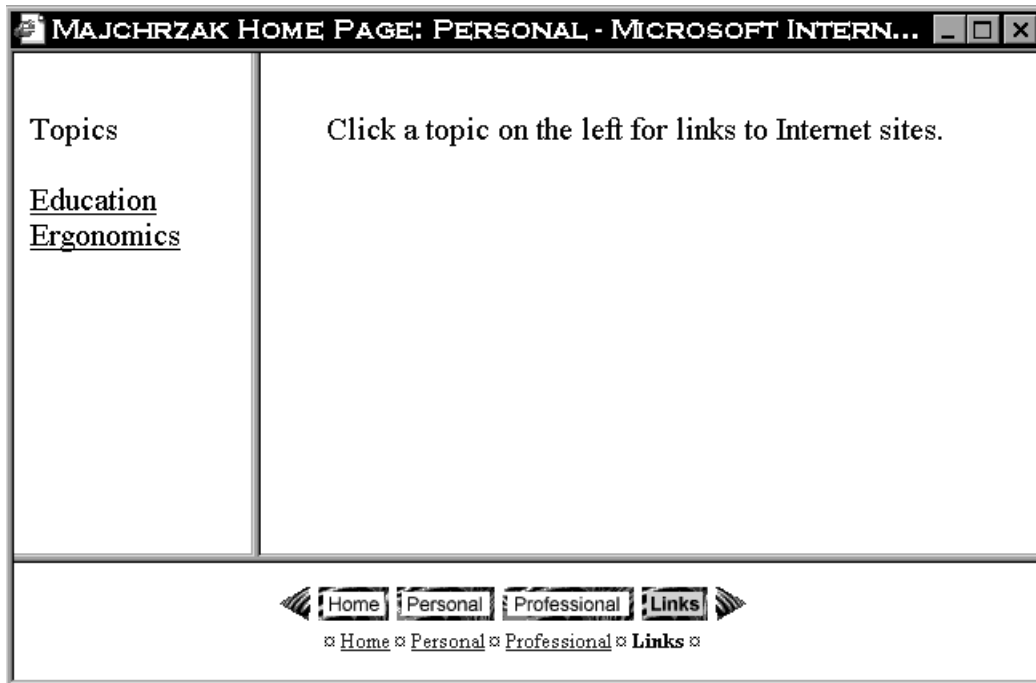 MAJCHRZAK HOME PAGE: PERSONAL - MICROSOFT INTERN...
Topics
Education
Ergonomics
Click a topic on the left for links to Internet sites.
Home Personal Professional Links
¤ Home ¤ Personal ¤ Professional ¤ Links ¤